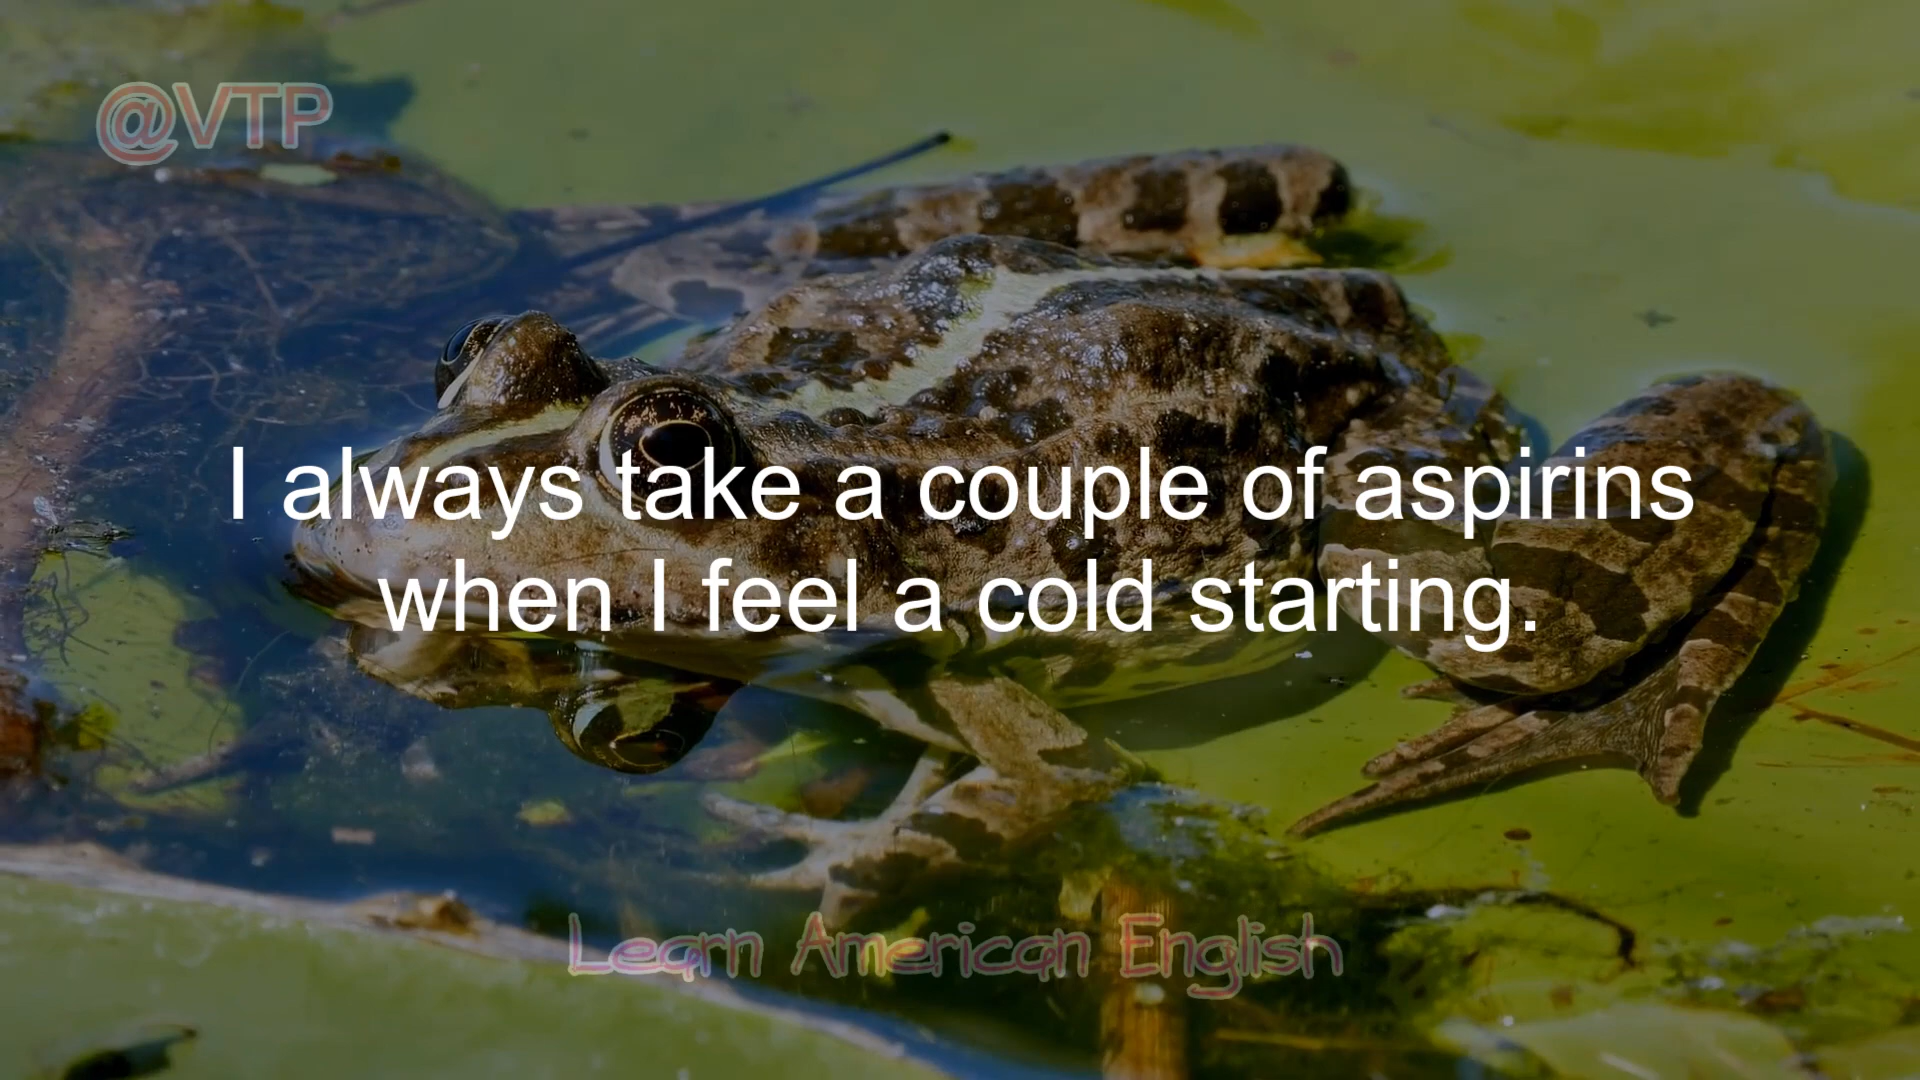 @VTP
I always take a couple of aspirins
when I feel a cold starting.
Learn American English